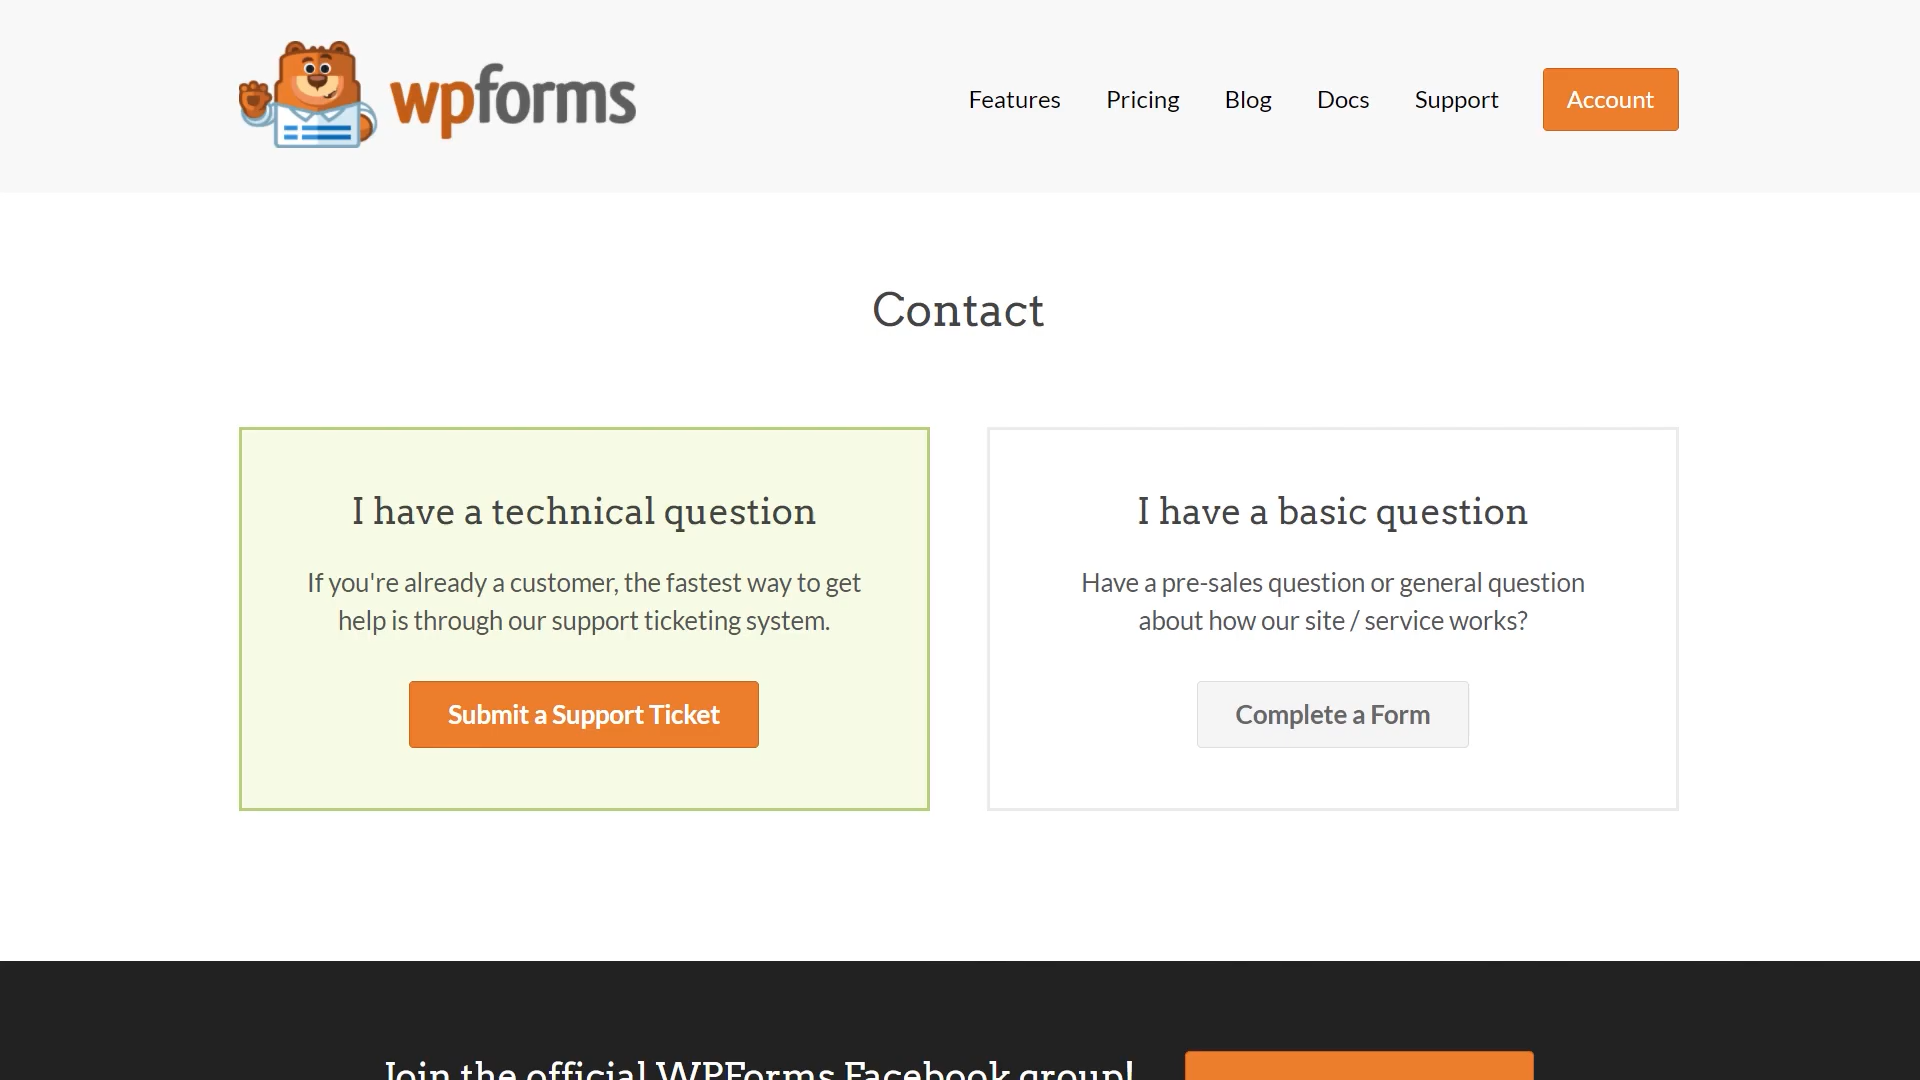 wpforms
Features
Pricing
Blog
Docs
Support
Account
Contact
I have a technical question
If you're already a customer, the fastest way to get
help is through our support ticketing system.
Submit a Support Ticket
I have a basic question
Have a pre-sales question or general question
about how our site / service works?
Complete a Form
Join the official WPForms Facebook group!